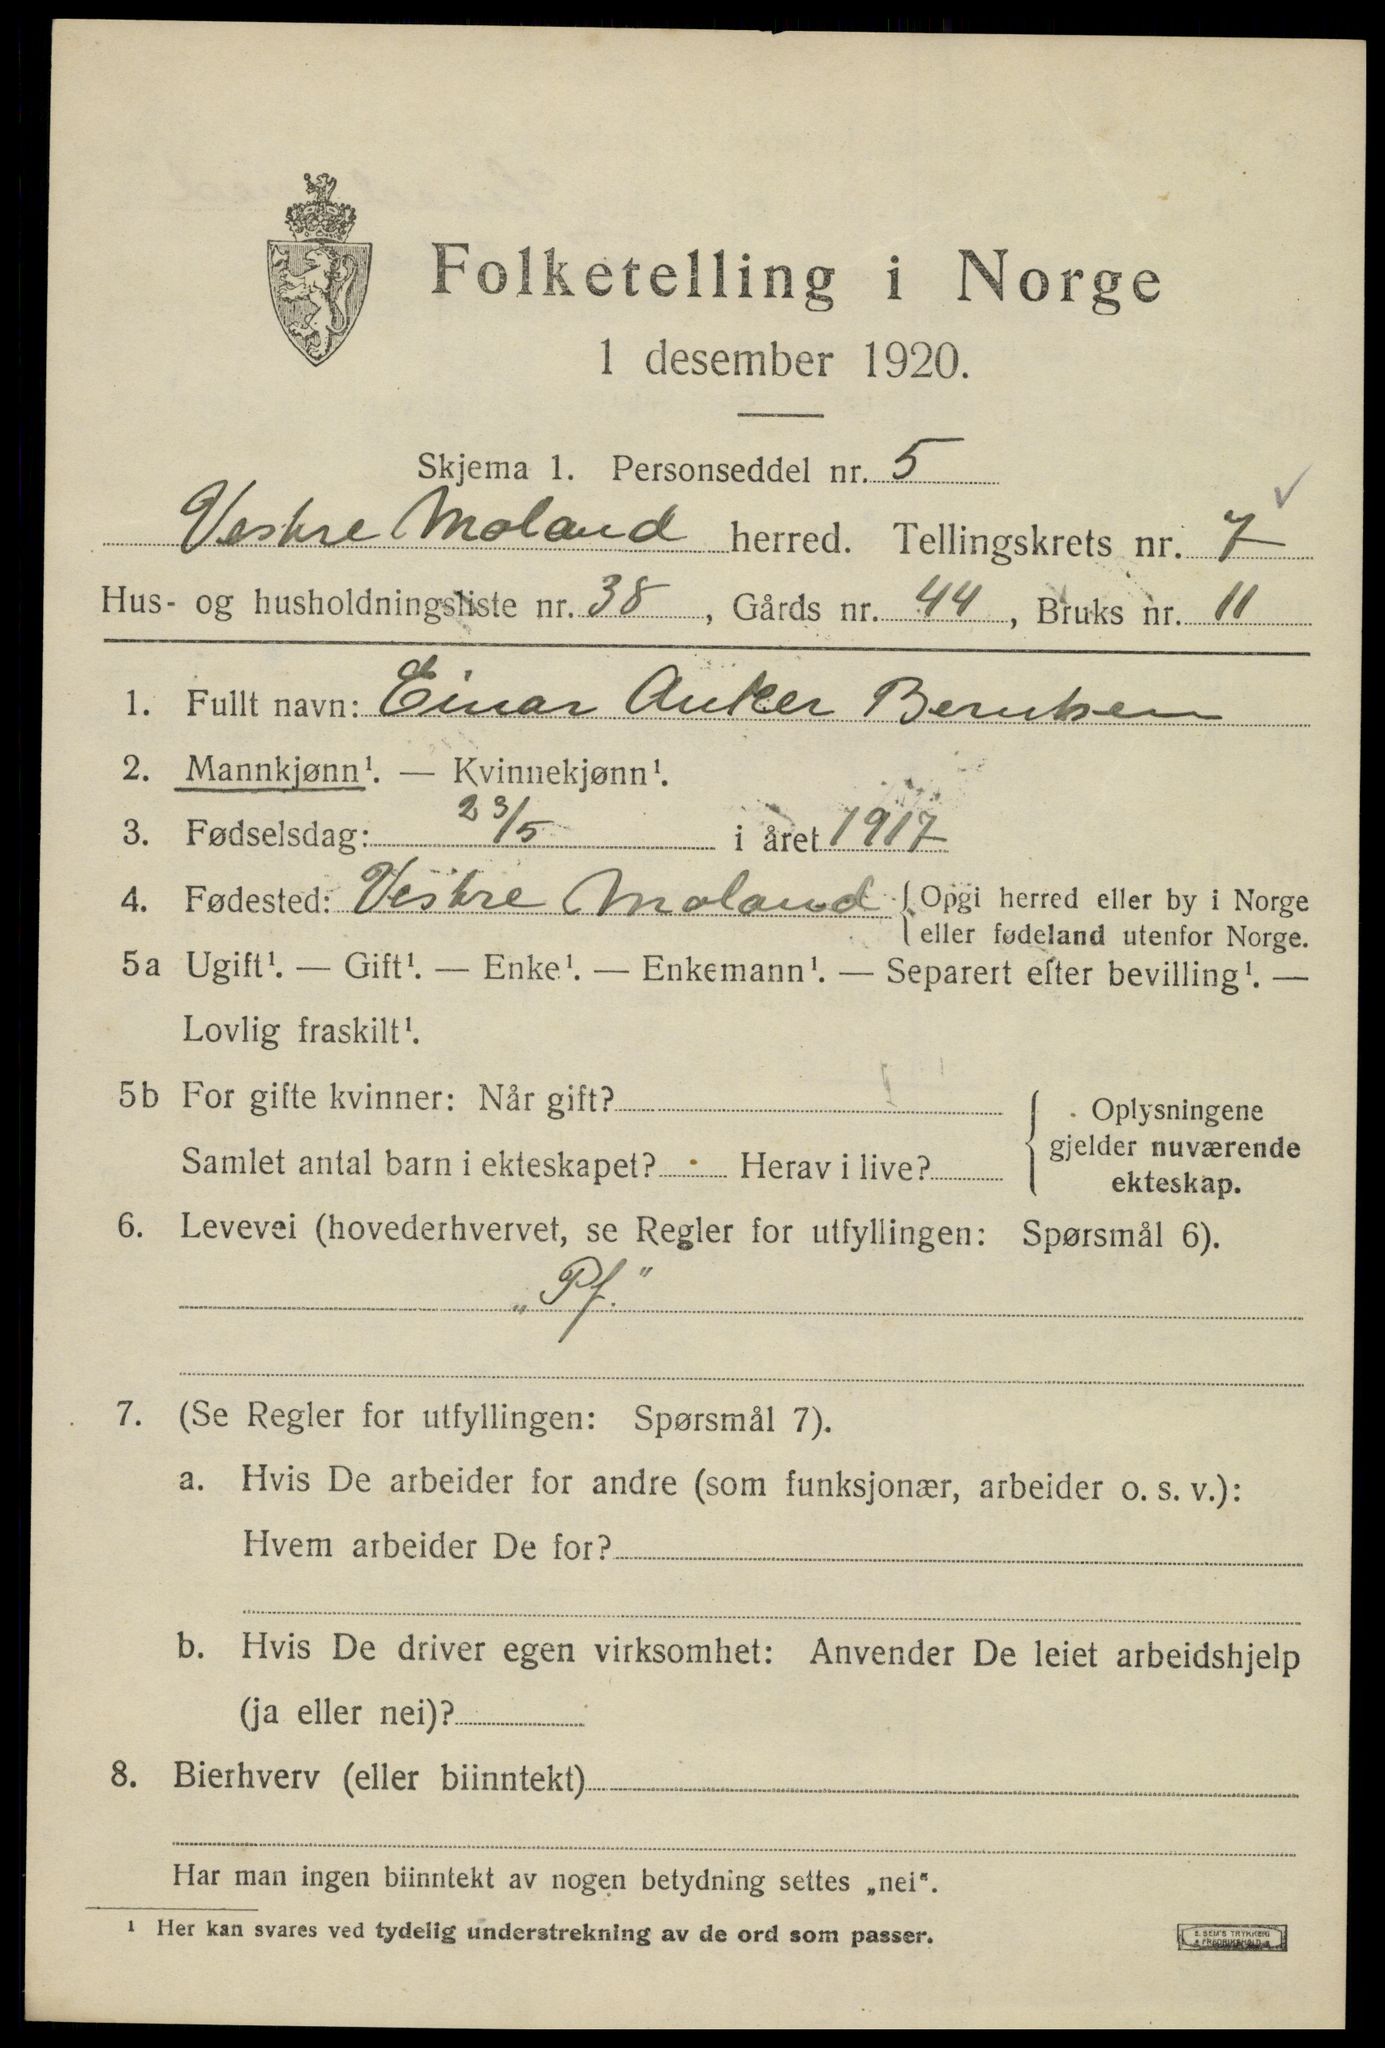 Folketelling i Norge
1 desember 1920.
Skjema 1. Personseddel nr. 5
Vestre Moland herred. Tellingskrets nr. 7
Hus- og husholdningsliste nr. 38, Gårds nr. 44, Bruks nr. 11
1. Fullt navn: Einar Anker Berntsen
2. Mannkjønn¹. — Kvinnekjønn¹.
3. Fødselsdag: 23/5 i året 1917
4. Fødested: Vestre Moland { Opgi herred eller by i Norge
eller fødeland utenfor Norge.
5a Ugift¹. — Gift¹. — Enke¹. — Enkemann¹. — Separert efter bevilling¹. —
Lovlig fraskilt¹.
5b For gifte kvinner: Når gift?
Samlet antal barn i ekteskapet? Herav i live?
{ Oplysningene
gjelder nuværende
ekteskap.
6. Levevei (hovederhvervet, se Regler for utfyllingen: Spørsmål 6).
„Pf."
7. (Se Regler for utfyllingen: Spørsmål 7).
a. Hvis De arbeider for andre (som funksjonær, arbeider o. s. v.):
Hvem arbeider De for?
b. Hvis De driver egen virksomhet: Anvender De leiet arbeidshjelp
(ja eller nei)?
8. Bierhverv (eller biinntekt)
Har man ingen biinntekt av nogen betydning settes „nei".
¹ Her kan svares ved tydelig understrekning av de ord som passer.
E. SEM'S TRYKKERI
FREDRIKSHALD